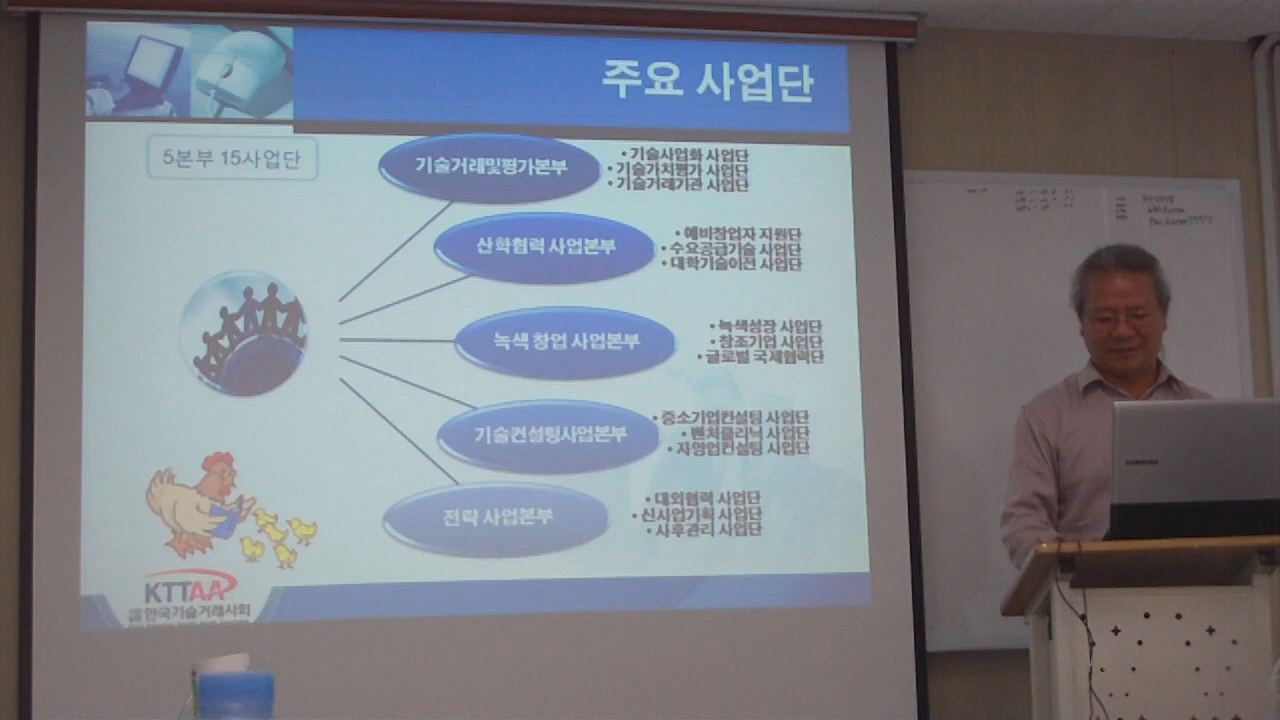 주요 사업단
5본부 15사업단
기술거래및평가본부
• 기술사업화 사업단
• 기술가치평가 사업단
• 기술거래기관 사업단
산학협력 사업본부
• 예비창업자 지원단
• 수요공급기술 사업단
• 대학기술이전 사업단
녹색 창업 사업본부
• 녹색성장 사업단
• 창조기업 사업단
• 글로벌 국제협력단
기술컨설팅사업본부
• 중소기업컨설팅 사업단
• 벤처클리닉 사업단
• 자영업컨설팅 사업단
전략 사업본부
• 대외협력 사업단
• 신사업기획 사업단
• 사후관리 사업단
KTTAA
한국기술거래사회
SAMSUNG